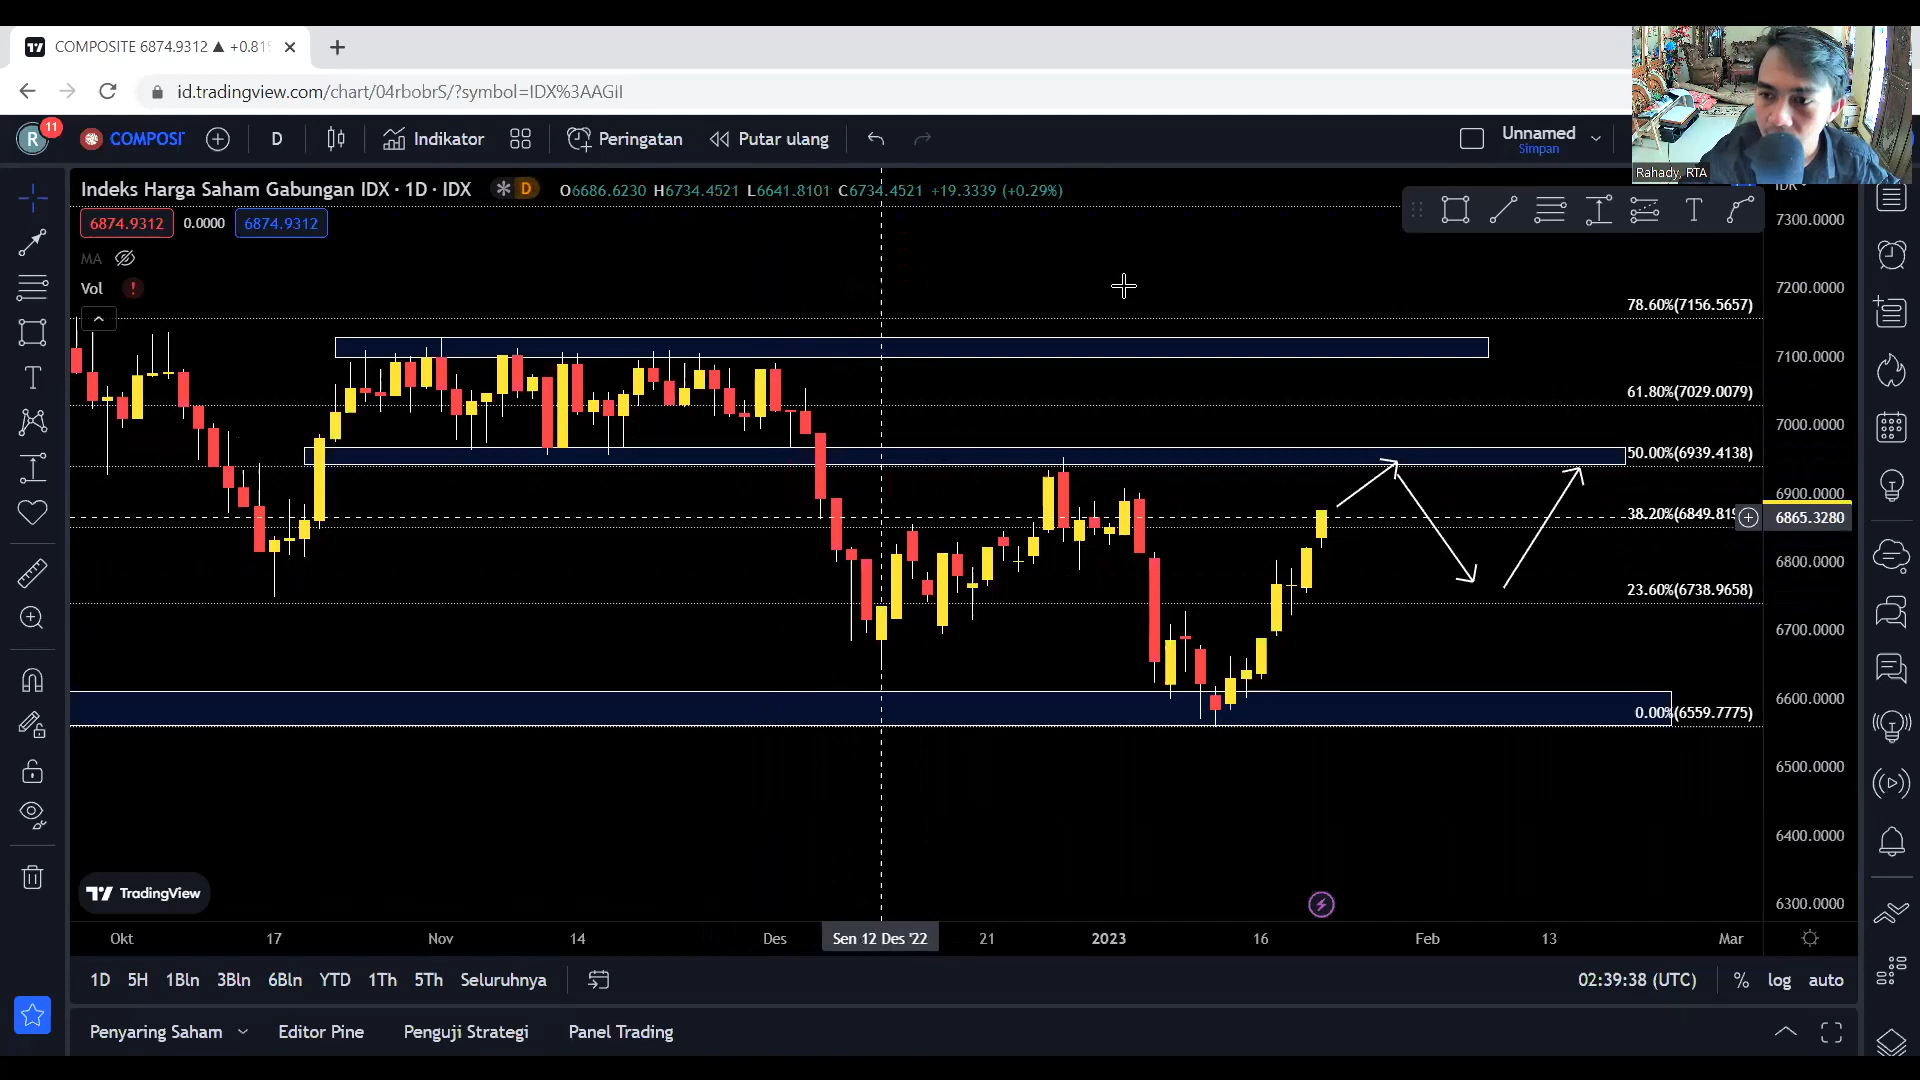 COMPOSITE 6874.9312 ▲ +0.81
id.tradingview.com/chart/04rbobrS/?symbol=IDX%3AAGII
Rahady, RTA
R 11 COMPOSI D Indikator Peringatan Putar ulang Unnamed
Simpan
Indeks Harga Saham Gabungan IDX · 1D · IDX D O6686.6230 H6734.4521 L6641.8101 C6734.4521 +19.3339 (+0.29%)
6874.9312 0.0000 6874.9312
MA
Vol !
T
T
7300.0000
7200.0000
78.60%(7156.5657)
7100.0000
61.80%(7029.0079)
7000.0000
50.00%(6939.4138)
6900.0000
38.20%(6849.819
6865.3280
6800.0000
23.60%(6738.9658)
6700.0000
6600.0000
0.00%(6559.7775)
6500.0000
6400.0000
6300.0000
TradingView
Okt 17 Nov 14 Des Sen 12 Des '22 21 2023 16 Feb 13 Mar
1D 5H 1Bln 3Bln 6Bln YTD 1Th 5Th Seluruhnya 02:39:38 (UTC) % log auto
Penyaring Saham Editor Pine Penguji Strategi Panel Trading